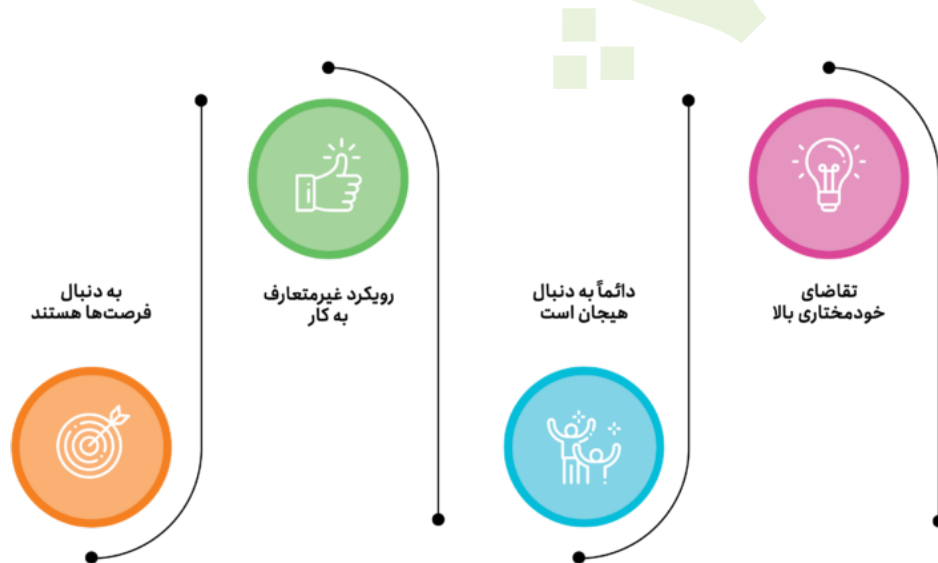 تقاضای
خودمختاری بالا
دائماً به دنبال
هیجان است
رویکرد غیرمتعارف
به کار
به دنبال
فرصت‌ها هستند